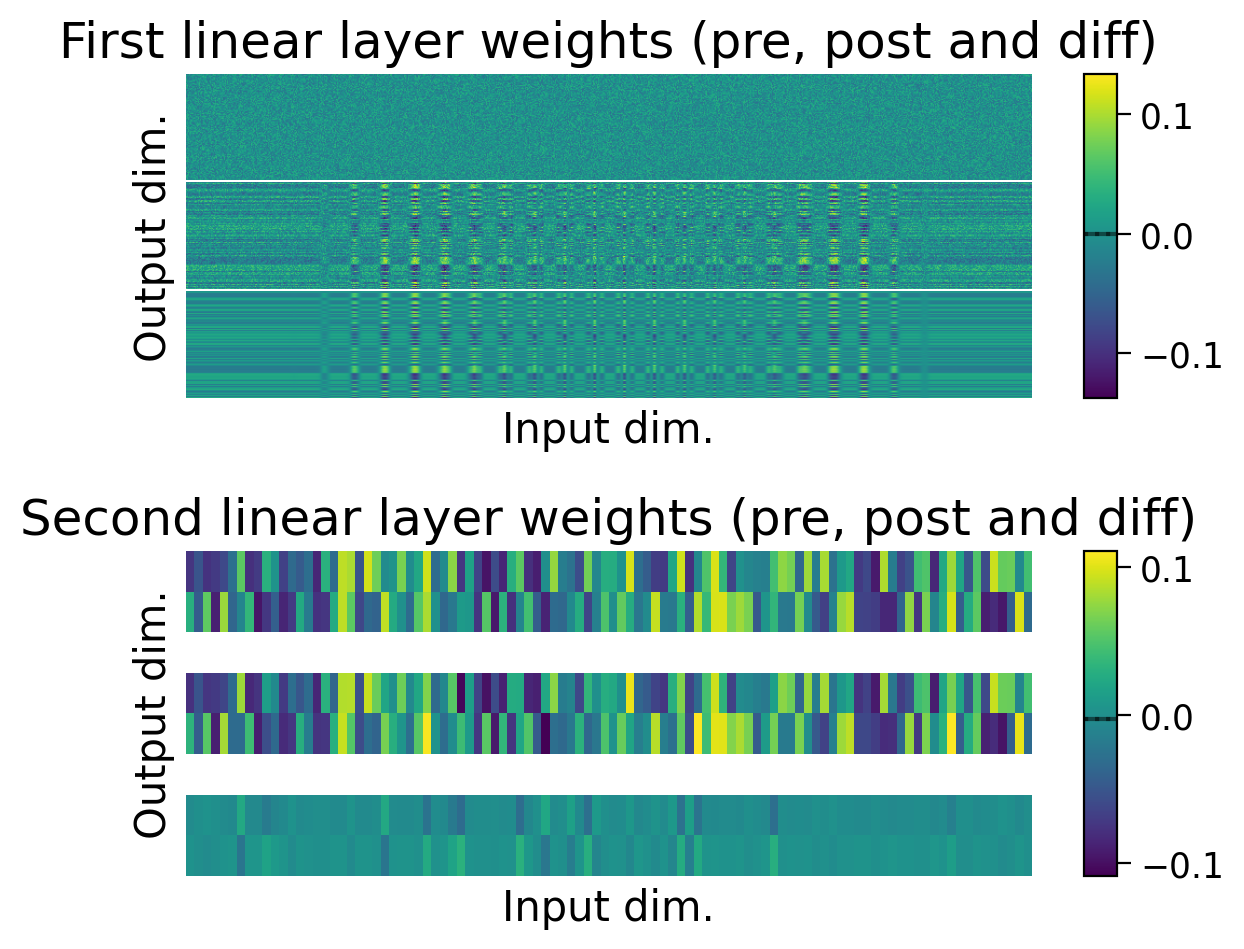 First linear layer weights (pre, post and diff)
Output dim.
0.1
0.0
−0.1
Input dim.
Second linear layer weights (pre, post and diff)
Output dim.
0.1
0.0
−0.1
Input dim.